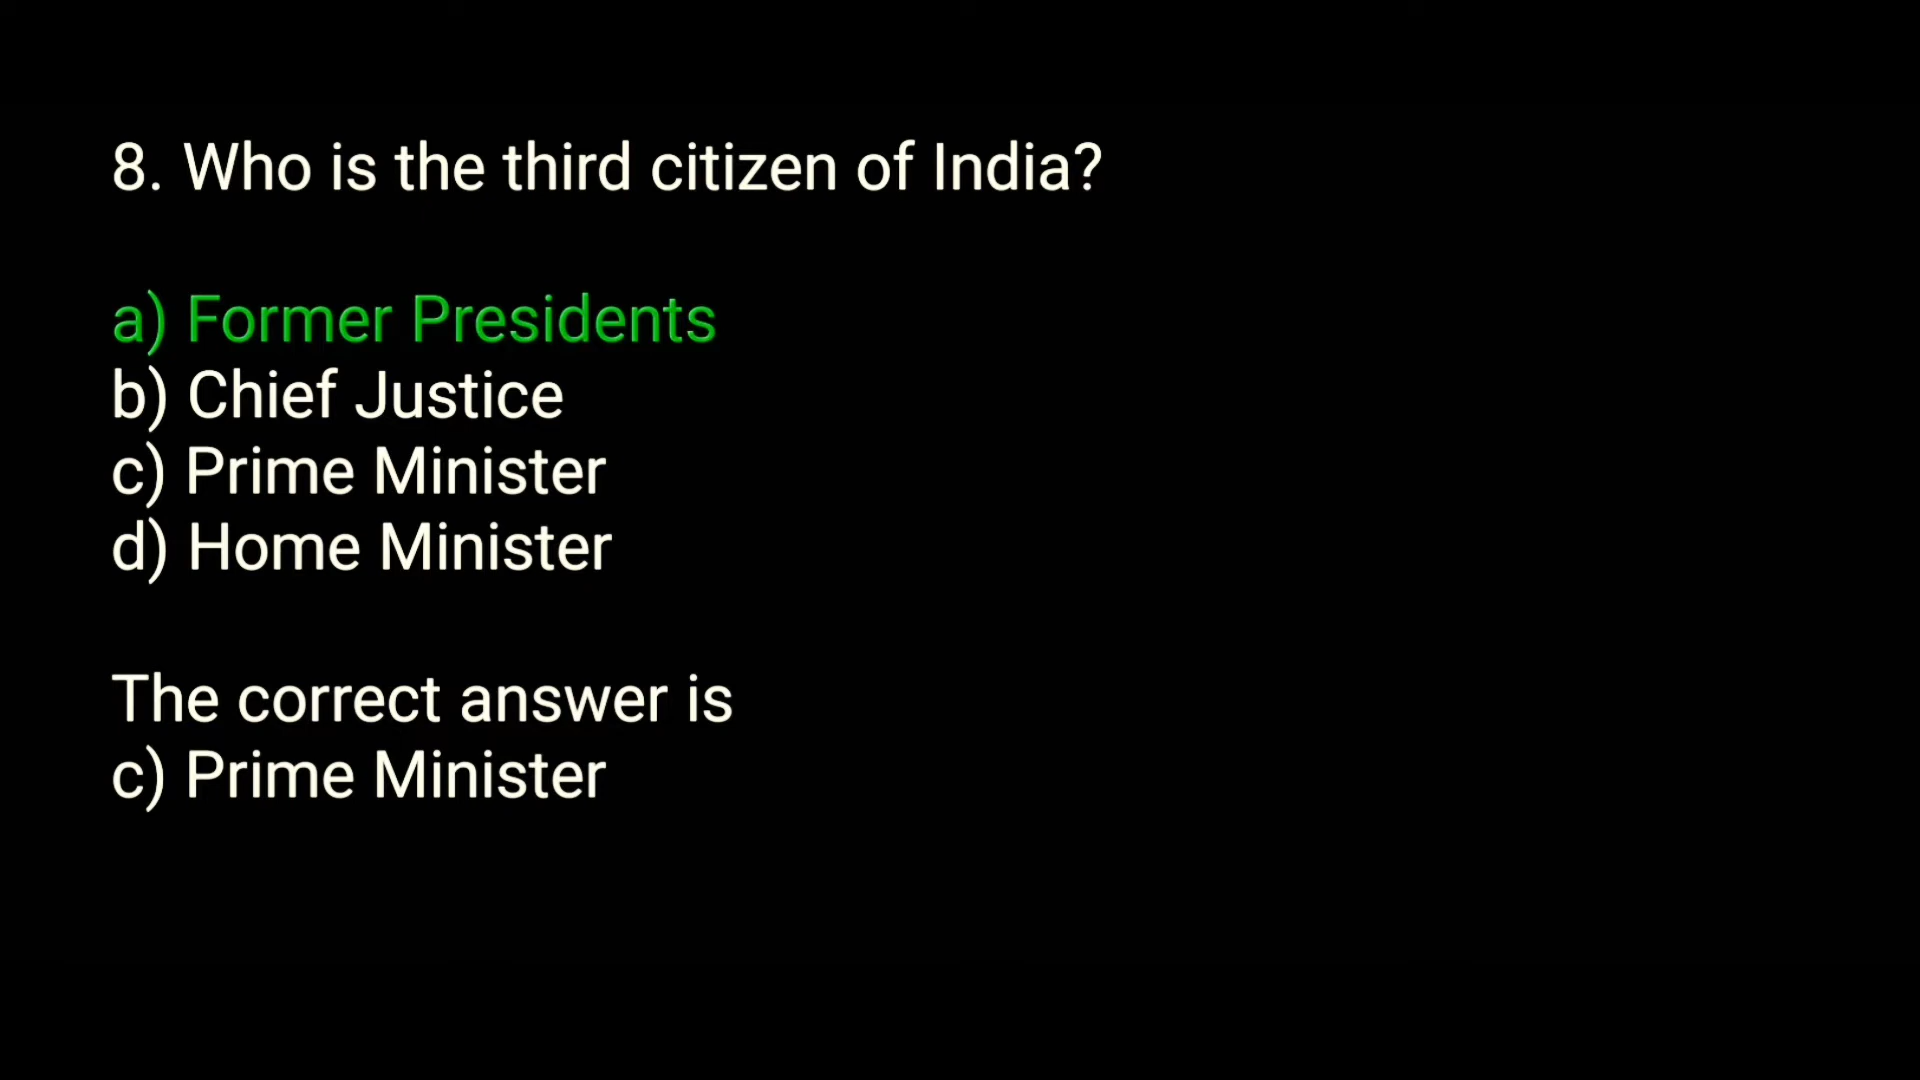 8. Who is the third citizen of India?
a) Former Presidents
b) Chief Justice
c) Prime Minister
d) Home Minister
The correct answer is
c) Prime Minister